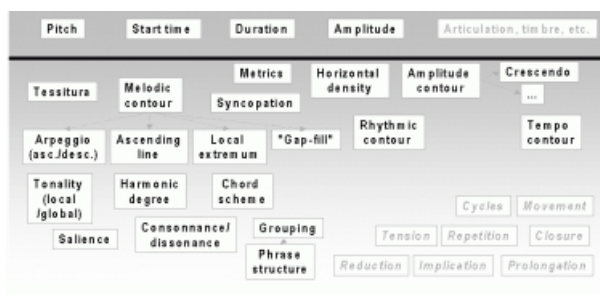 Pitch Start time Duration Amplitude Articulation, timbre, etc.
Metrics Horizontal density Amplitude contour Crescendo
Tessitura Melodic contour Syncopation ...
Arpeggio (asc./desc.) Ascending line Local extremum "Gap-fill" Rhythmic contour Tempo contour
Tonality (local /global) Harmonic degree Chord scheme
Cycles Movement
Salience Consonnance/ dissonance Grouping Tension Repetition Closure
Phrase structure Reduction Implication Prolongation